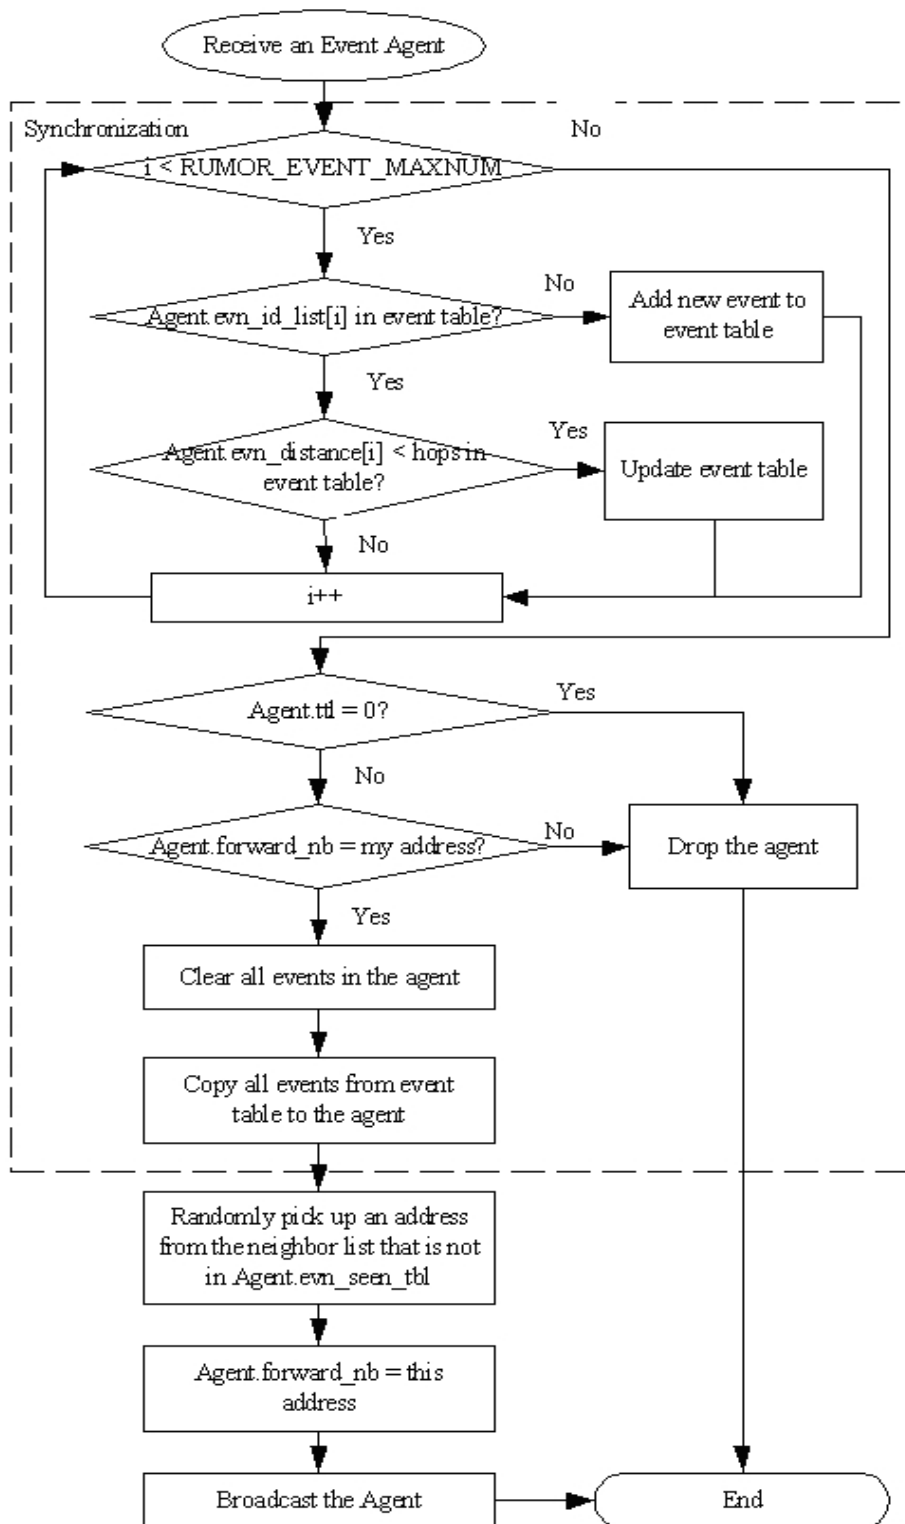 Receive an Event Agent
Synchronization
No
i < RUMOR_EVENT_MAXNUM
Yes
Agent.evn_id_list[i] in event table?
No
Add new event to
event table
Yes
Agent.evn_distance[i] < hops in
event table?
Yes
Update event table
No
i++
Agent.ttl = 0?
Yes
No
Agent.forward_nb = my address?
No
Drop the agent
Yes
Clear all events in the agent
Copy all events from event
table to the agent
Randomly pick up an address
from the neighbor list that is not
in Agent.evn_seen_tbl
Agent.forward_nb = this
address
Broadcast the Agent
End